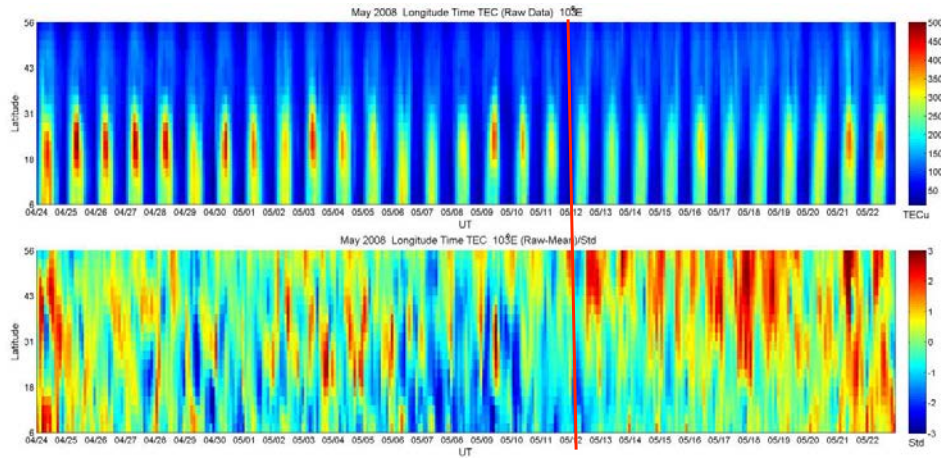 May 2008 Longitude Time TEC (Raw Data) 103°E
56
43
31
18
6
Latitude
04/24 04/25 04/26 04/27 04/28 04/29 04/30 05/01 05/02 05/03 05/04 05/05 05/06 05/07 05/08 05/09 05/10 05/11 05/12 05/13 05/14 05/15 05/16 05/17 05/18 05/19 05/20 05/21 05/22
UT
500
450
400
350
300
250
200
150
100
50
TECu
May 2008 Longitude Time TEC 103°E (Raw-Mean)/Std
56
43
31
18
6
Latitude
04/24 04/25 04/26 04/27 04/28 04/29 04/30 05/01 05/02 05/03 05/04 05/05 05/06 05/07 05/08 05/09 05/10 05/11 05/12 05/13 05/14 05/15 05/16 05/17 05/18 05/19 05/20 05/21 05/22
UT
3
2
1
0
-1
-2
-3
Std